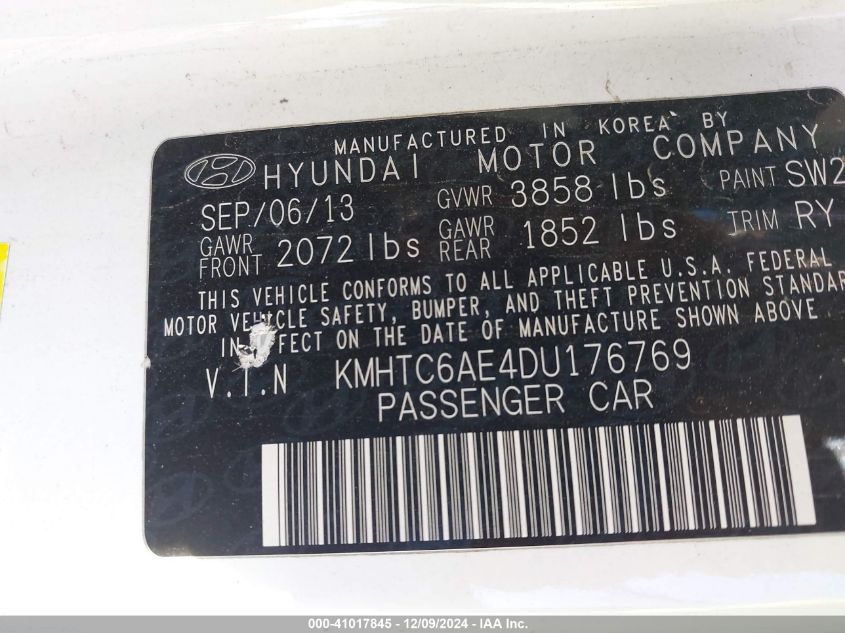 MANUFACTURED IN KOREA BY
HYUNDAI MOTOR COMPANY
SEP/06/13 GVWR 3858 lbs PAINT SW2
GAWR FRONT 2072 lbs GAWR REAR 1852 lbs TRIM RY
THIS VEHICLE CONFORMS TO ALL APPLICABLE U.S.A. FEDERAL
MOTOR VEHICLE SAFETY, BUMPER, AND THEFT PREVENTION STANDAR
IN EFFECT ON THE DATE OF MANUFACTURE SHOWN ABOVE
V.I.N KMHTC6AE4DU176769
PASSENGER CAR
000-41017845 - 12/09/2024 - IAA Inc.